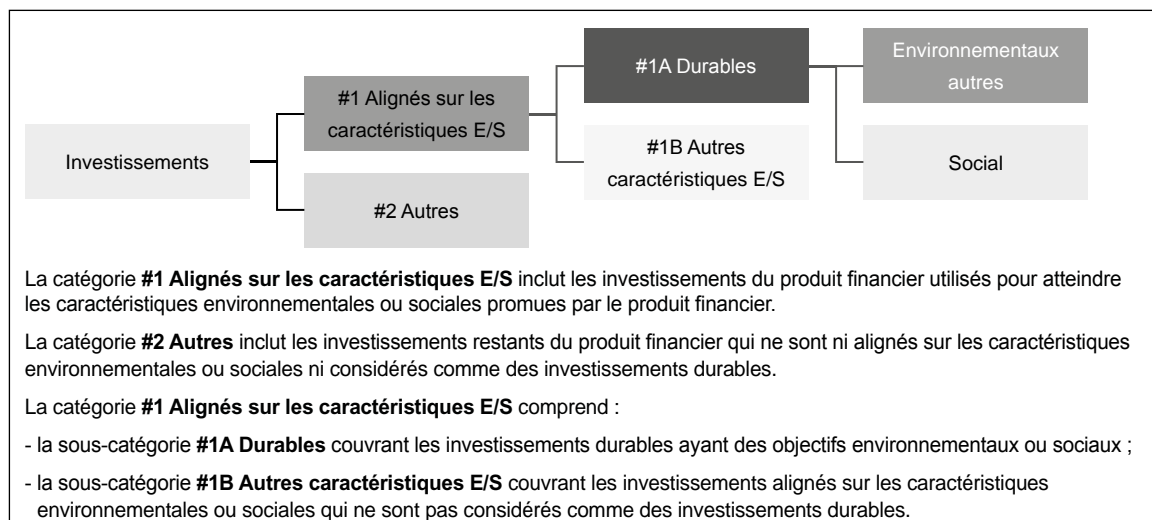 Investissements
#1 Alignés sur les
caractéristiques E/S
#2 Autres
#1A Durables
#1B Autres
caractéristiques E/S
Environnementaux
autres
Social
La catégorie #1 Alignés sur les caractéristiques E/S inclut les investissements du produit financier utilisés pour atteindre
les caractéristiques environnementales ou sociales promues par le produit financier.
La catégorie #2 Autres inclut les investissements restants du produit financier qui ne sont ni alignés sur les caractéristiques
environnementales ou sociales ni considérés comme des investissements durables.
La catégorie #1 Alignés sur les caractéristiques E/S comprend :
- la sous-catégorie #1A Durables couvrant les investissements durables ayant des objectifs environnementaux ou sociaux ;
- la sous-catégorie #1B Autres caractéristiques E/S couvrant les investissements alignés sur les caractéristiques
environnementales ou sociales qui ne sont pas considérés comme des investissements durables.